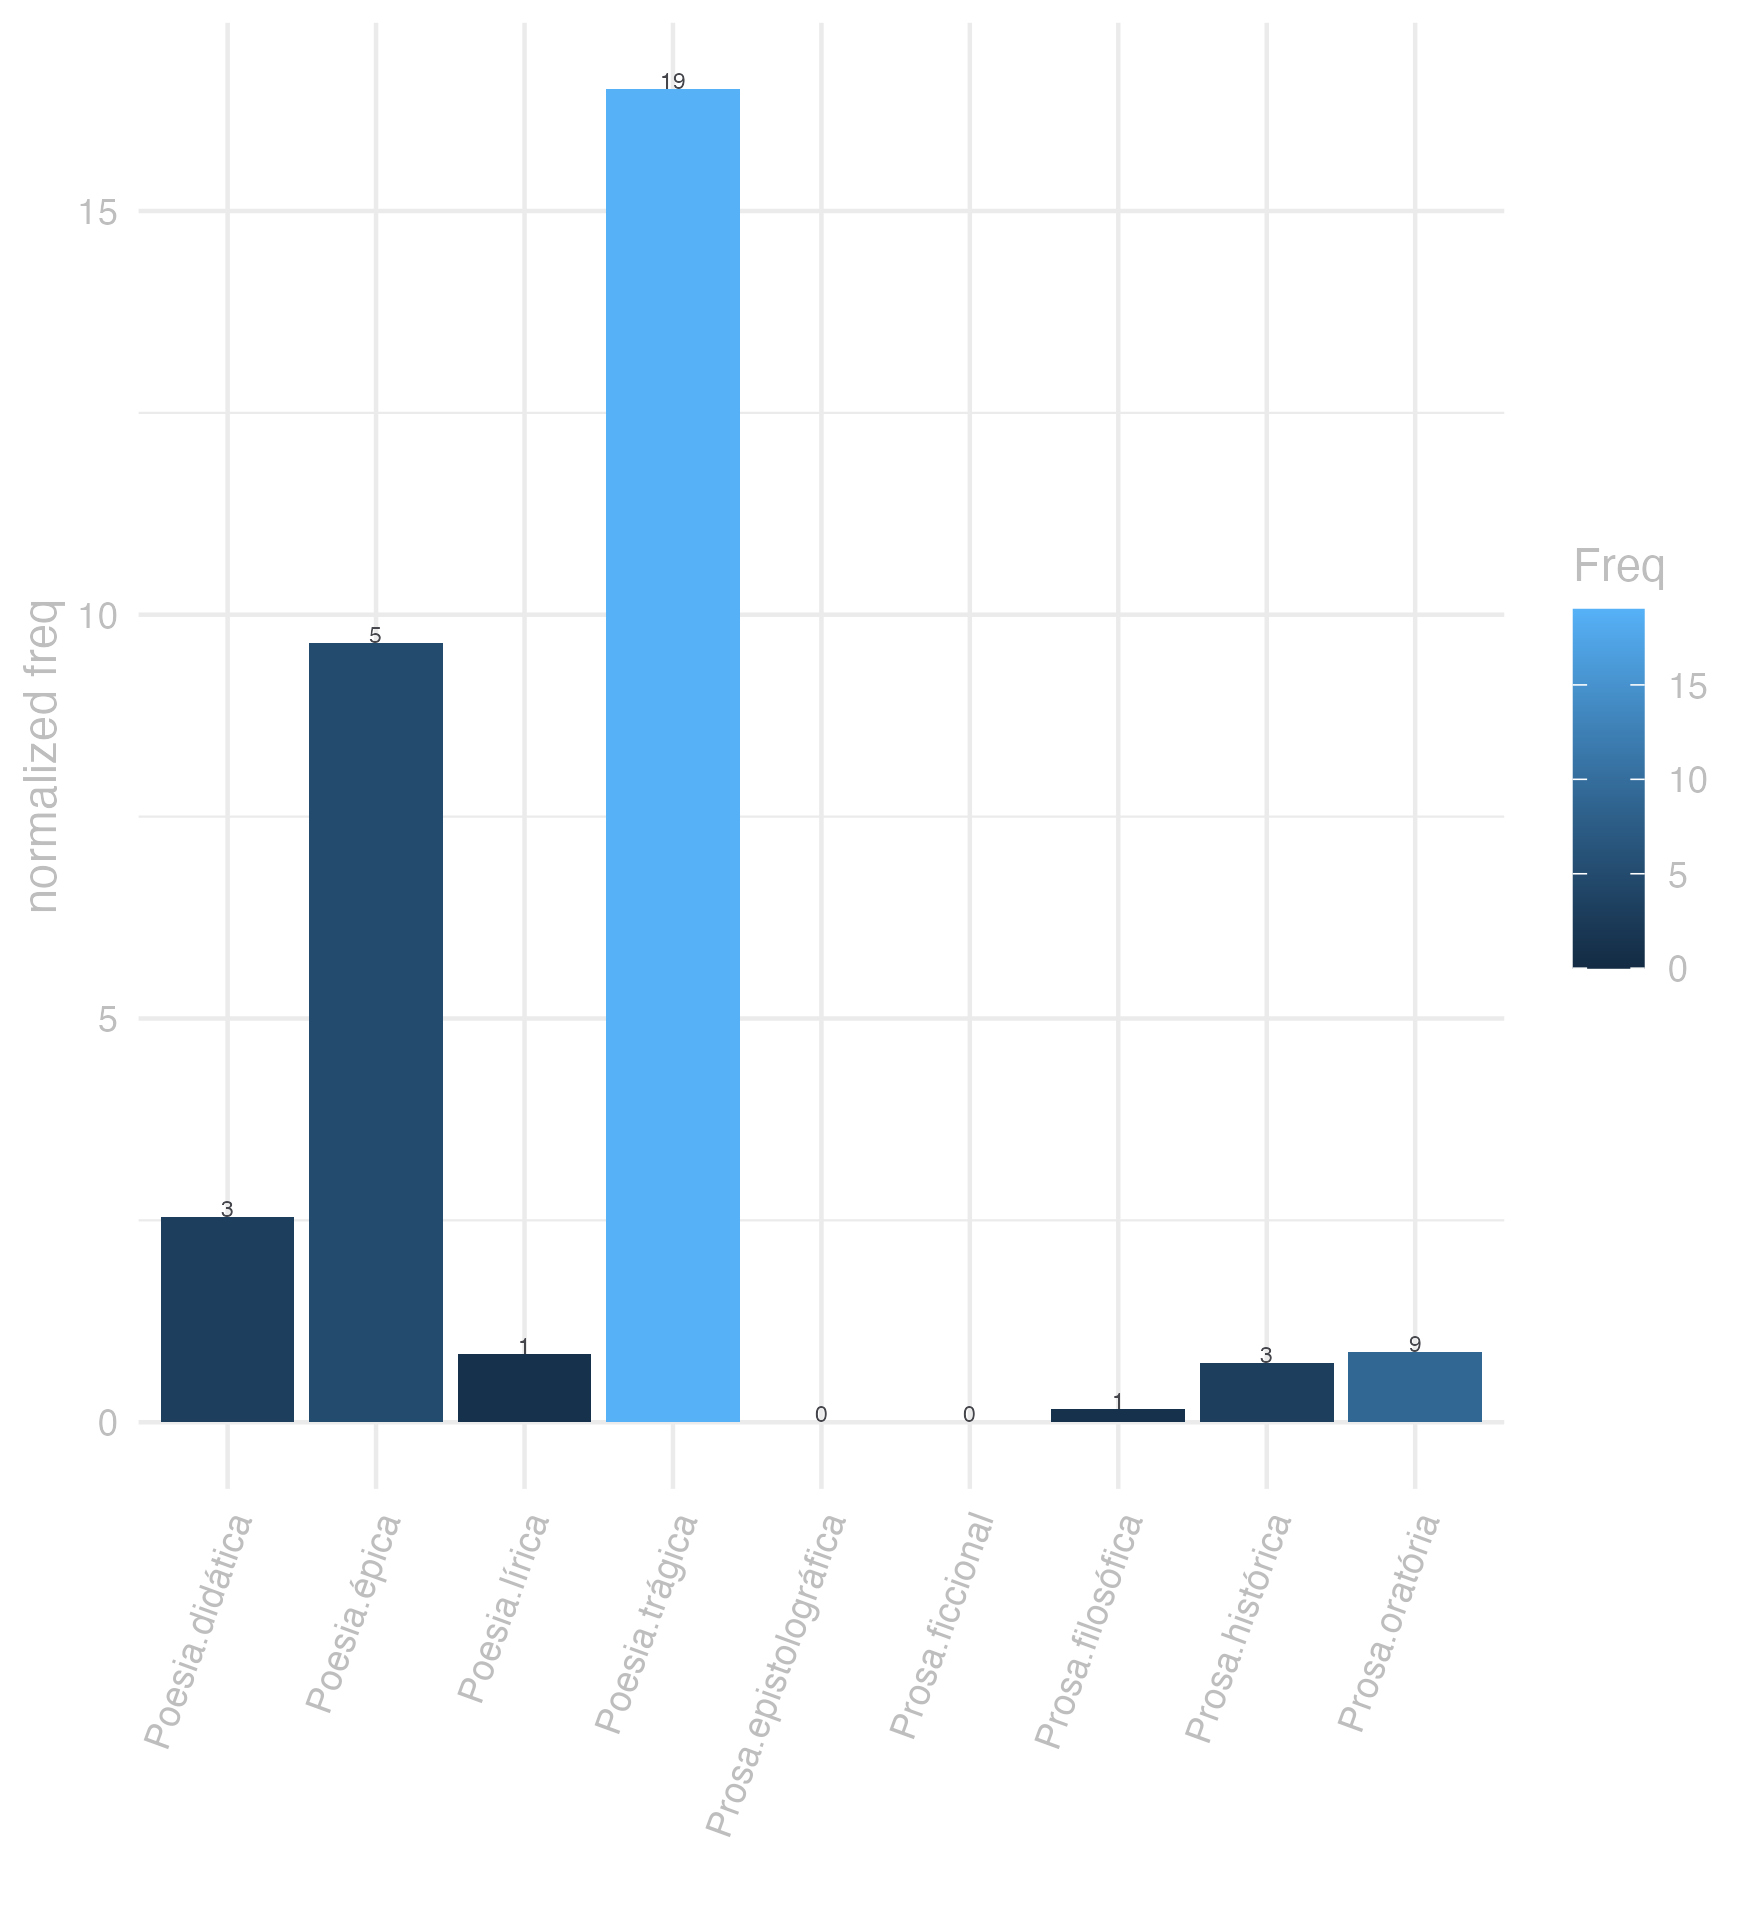 19
15
5
10
normalized freq
3
1
5
0
0
1
3
9
0
Freq
15
10
5
0
Poesia.didática
Poesia.épica
Poesia.lírica
Poesia.trágica
Prosa.epistolográfica
Prosa.ficcional
Prosa.filosófica
Prosa.histórica
Prosa.oratória